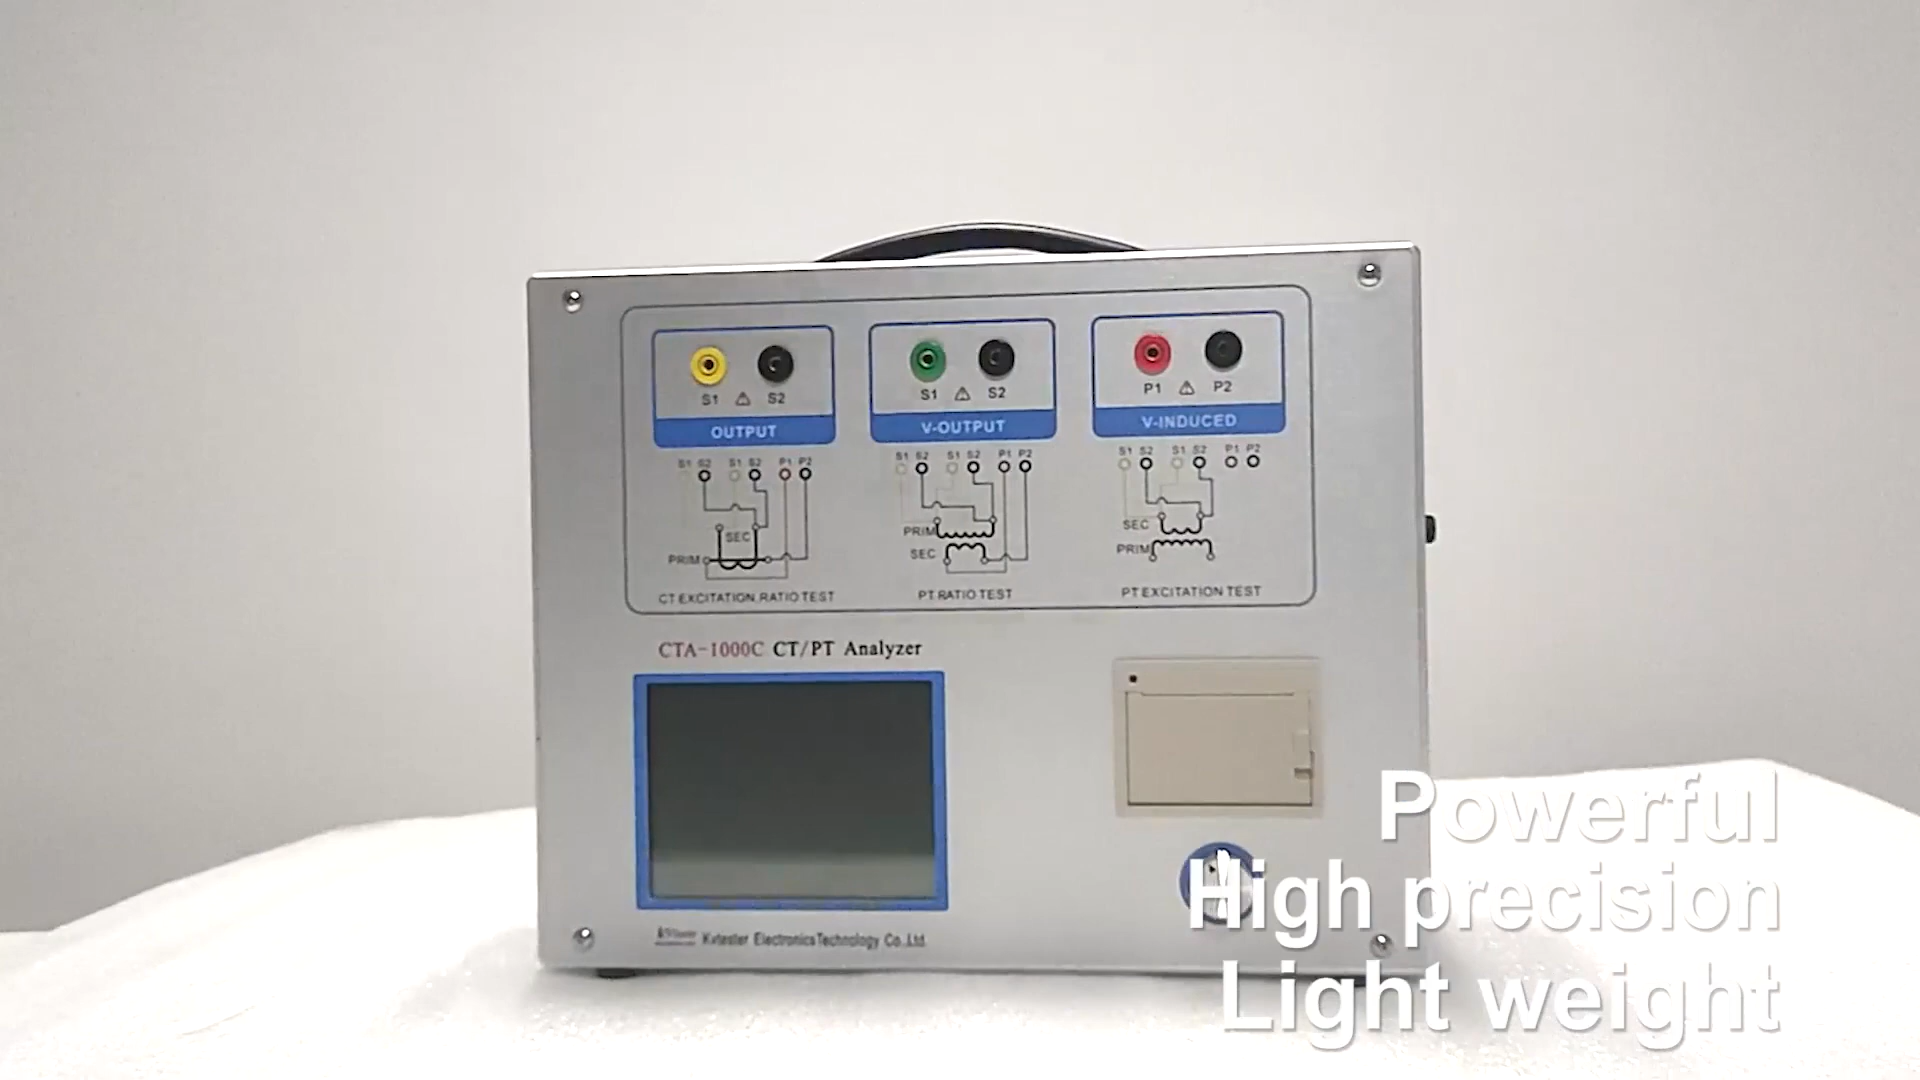 S1 ⚠ S2
OUTPUT
S1 ⚠ S2
V-OUTPUT
P1 ⚠ P2
V-INDUCED
S1 S2 S1 S2 P1 P2
SEC
PRIM
CT EXCITATION, RATIO TEST
S1 S2 S1 S2 P1 P2
PRIM
SEC
PT RATIO TEST
S1 S2 S1 S2 P1 P2
SEC
PRIM
PT EXCITATION TEST
CTA-1000C CT/PT Analyzer
Kvtester Electronics Technology Co.,Ltd.
Powerful
High precision
Light weight